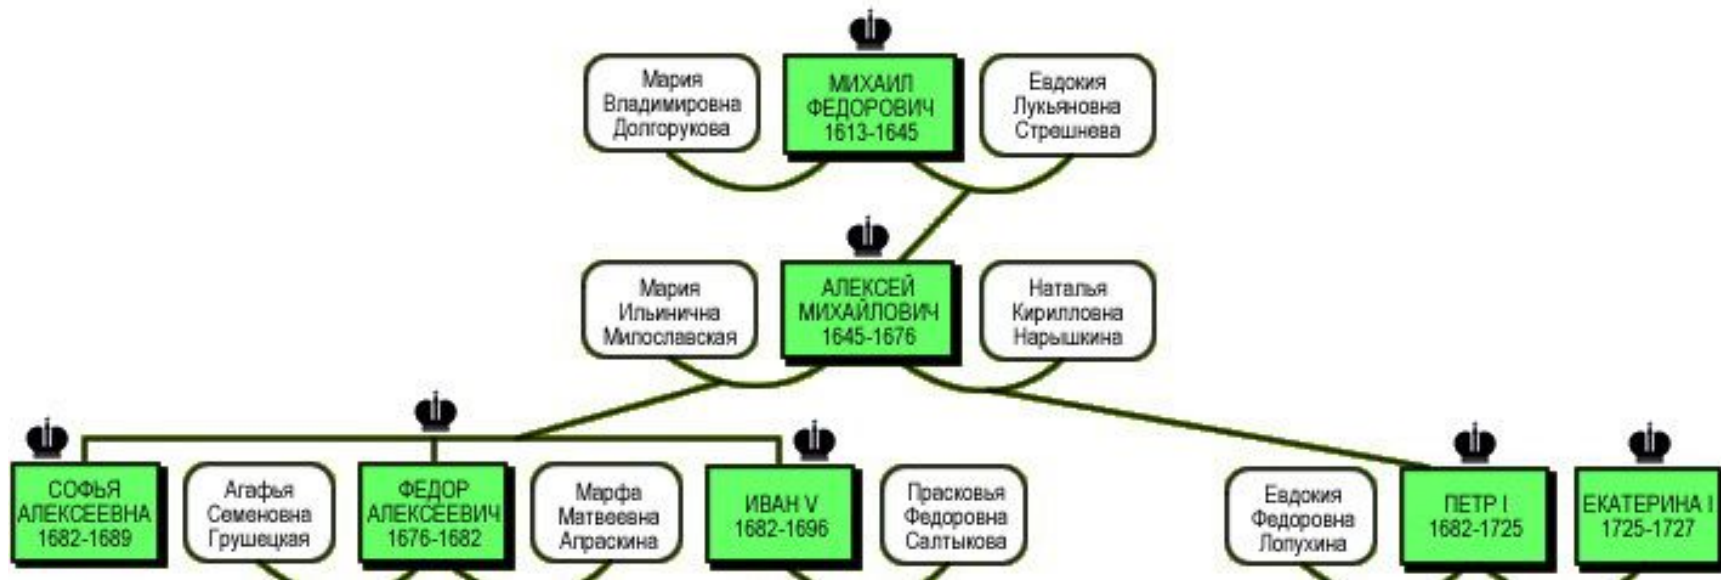 Мария
Владимировна
Долгорукова
МИХАИЛ
ФЕДОРОВИЧ
1613-1645
Евдокия
Лукьяновна
Стрешнева
Мария
Ильинична
Милославская
АЛЕКСЕЙ
МИХАЙЛОВИЧ
1645-1676
Наталья
Кирилловна
Нарышкина
СОФЬЯ
АЛЕКСЕЕВНА
1682-1689
Агафья
Семеновна
Грушецкая
ФЕДОР
АЛЕКСЕЕВИЧ
1676-1682
Марфа
Матвеевна
Апраскина
ИВАН V
1682-1696
Прасковья
Федоровна
Салтыкова
Евдокия
Федоровна
Лопухина
ПЕТР I
1682-1725
ЕКАТЕРИНА I
1725-1727